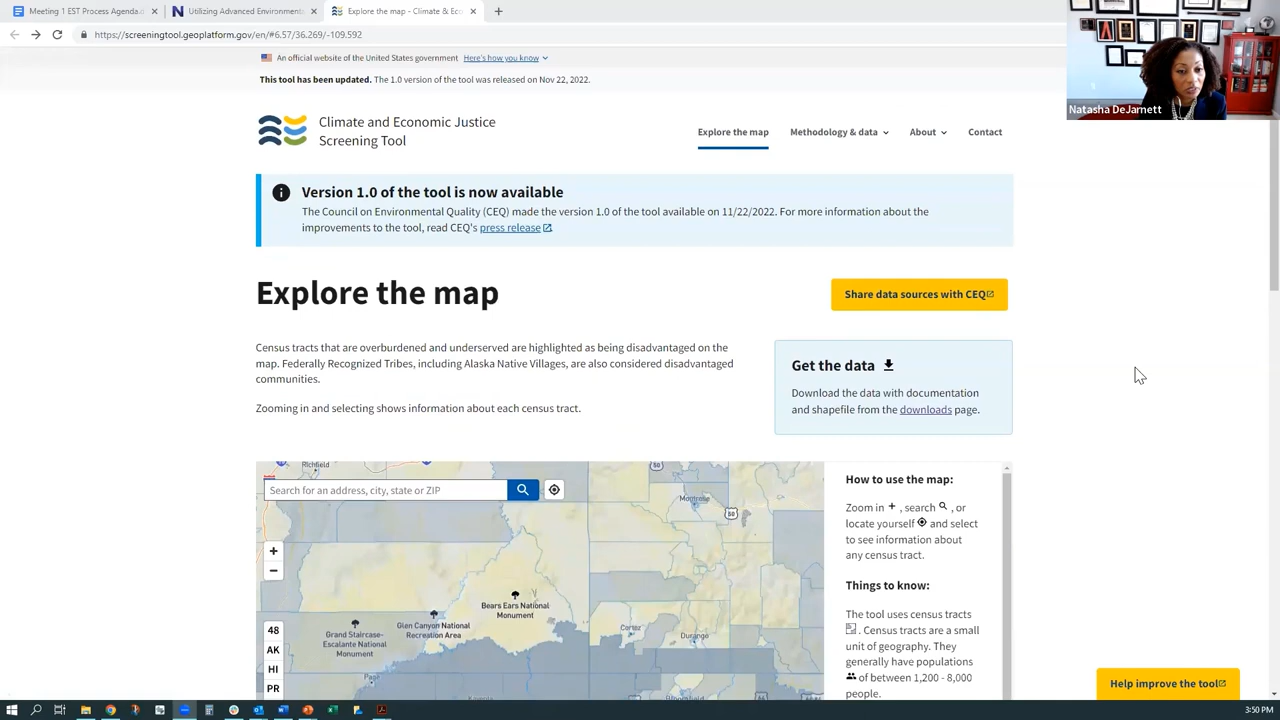 Meeting 1 EST Process Agenda.d
Utilizing Advanced Environment
Explore the map - Climate & Eco
https://screeningtool.geoplatform.gov/en/#6.57/36.269/-109.592
An official website of the United States government Here's how you know
This tool has been updated. The 1.0 version of the tool was released on Nov 22, 2022.
Natasha DeJarnett
Climate and Economic Justice
Screening Tool
Explore the map Methodology & data About Contact
Version 1.0 of the tool is now available
The Council on Environmental Quality (CEQ) made the version 1.0 of the tool available on 11/22/2022. For more information about the
improvements to the tool, read CEQ's press release.
Explore the map
Share data sources with CEQ
Census tracts that are overburdened and underserved are highlighted as being disadvantaged on the
map. Federally Recognized Tribes, including Alaska Native Villages, are also considered disadvantaged
communities.
Zooming in and selecting shows information about each census tract.
Get the data
Download the data with documentation
and shapefile from the downloads page.
Richfield
50
Search for an address, city, state or ZIP
Montrose
50
+
−
Bears Ears National
Monument
Glen Canyon National
Recreation Area
Grand Staircase-
Escalante National
Monument
Cortez
Durango
Page
48
AK
HI
PR
How to use the map:
Zoom in + , search , or
locate yourself and select
to see information about
any census tract.
Things to know:
The tool uses census tracts
. Census tracts are a small
unit of geography. They
generally have populations
of between 1,200 - 8,000
people.
Help improve the tool
3:50 PM